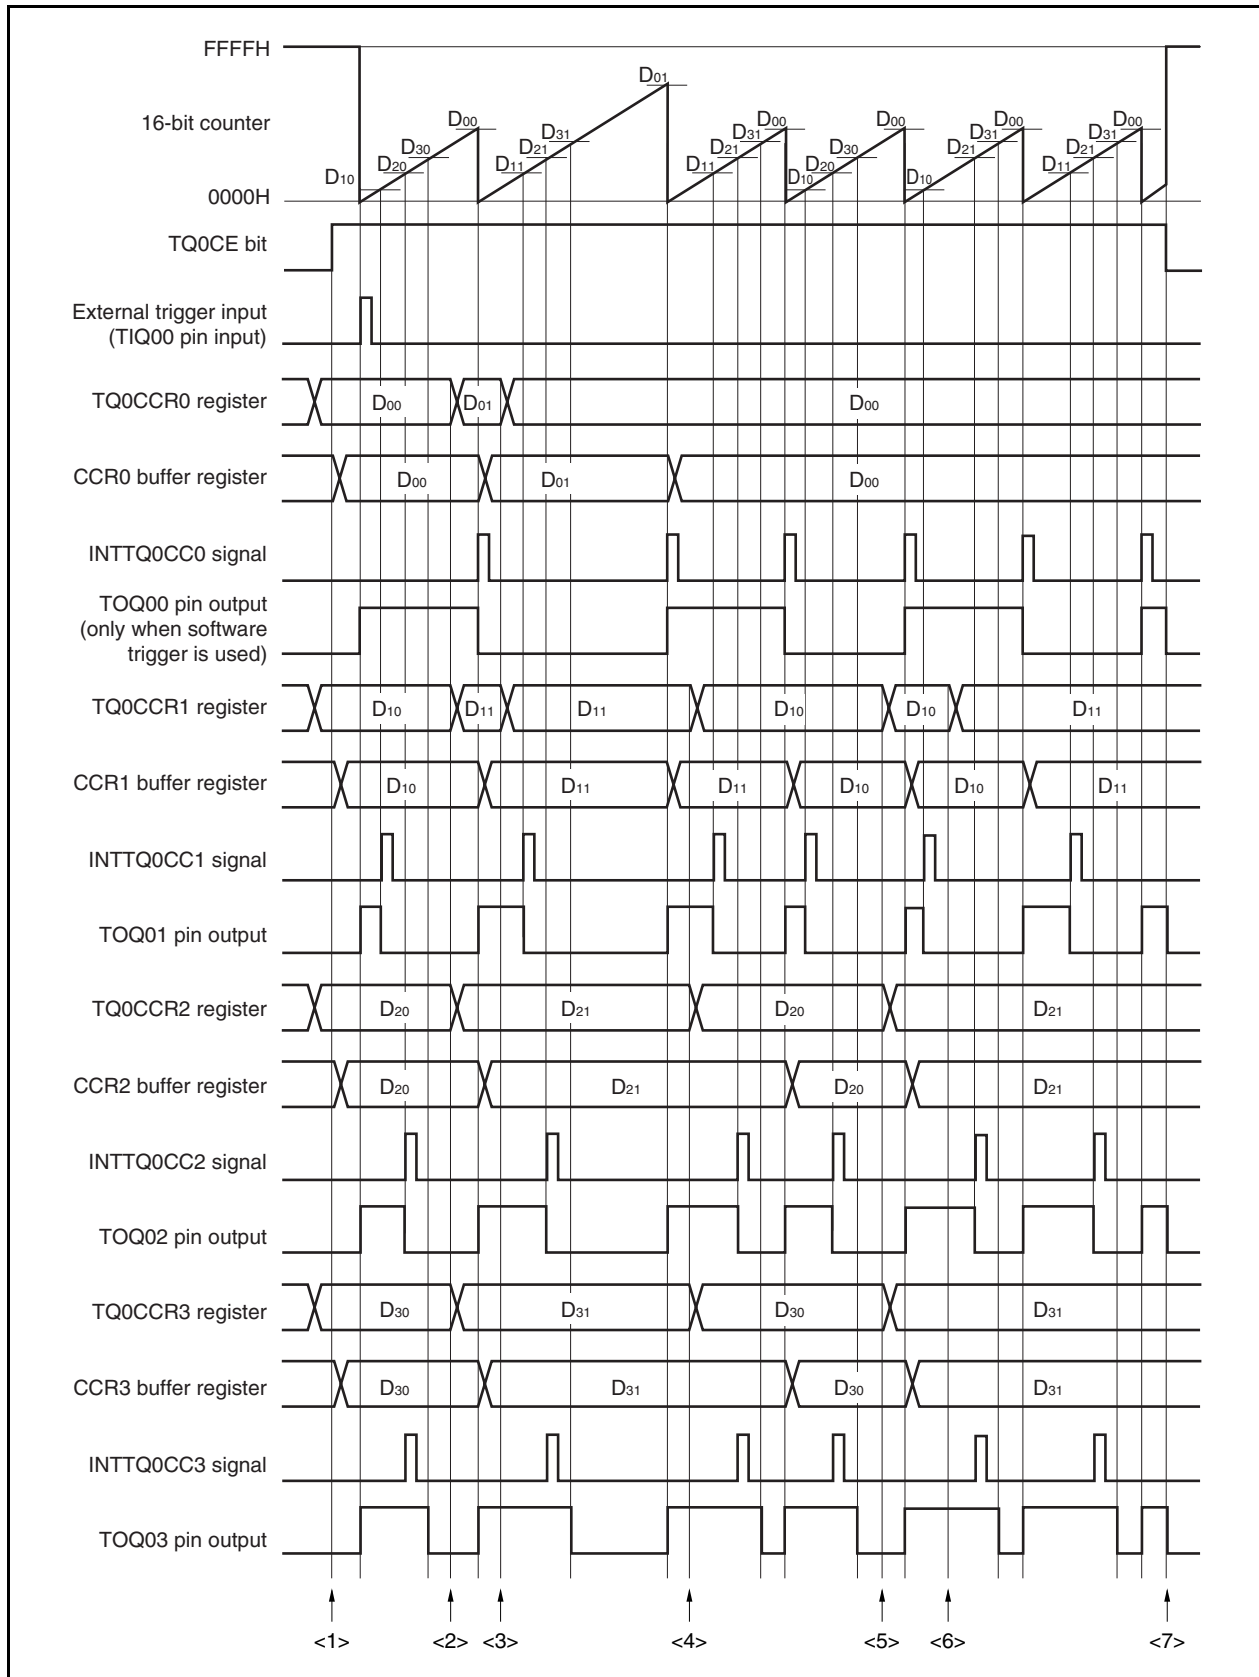 FFFFH
D01
16-bit counter
D00 D00 D00 D00 D00
D31 D31 D31 D31
D30 D21 D21 D30 D21 D21
D20 D11 D11 D20 D11
D10 D10 D10
0000H
TQ0CE bit
External trigger input
(TIQ00 pin input)
TQ0CCR0 register D00 D01 D00
CCR0 buffer register D00 D01 D00
INTTQ0CC0 signal
TOQ00 pin output
(only when software
trigger is used)
TQ0CCR1 register D10 D11 D11 D10 D10 D11
CCR1 buffer register D10 D11 D11 D10 D10 D11
INTTQ0CC1 signal
TOQ01 pin output
TQ0CCR2 register D20 D21 D20 D21
CCR2 buffer register D20 D21 D20 D21
INTTQ0CC2 signal
TOQ02 pin output
TQ0CCR3 register D30 D31 D30 D31
CCR3 buffer register D30 D31 D30 D31
INTTQ0CC3 signal
TOQ03 pin output
<1> <2> <3> <4> <5> <6> <7>